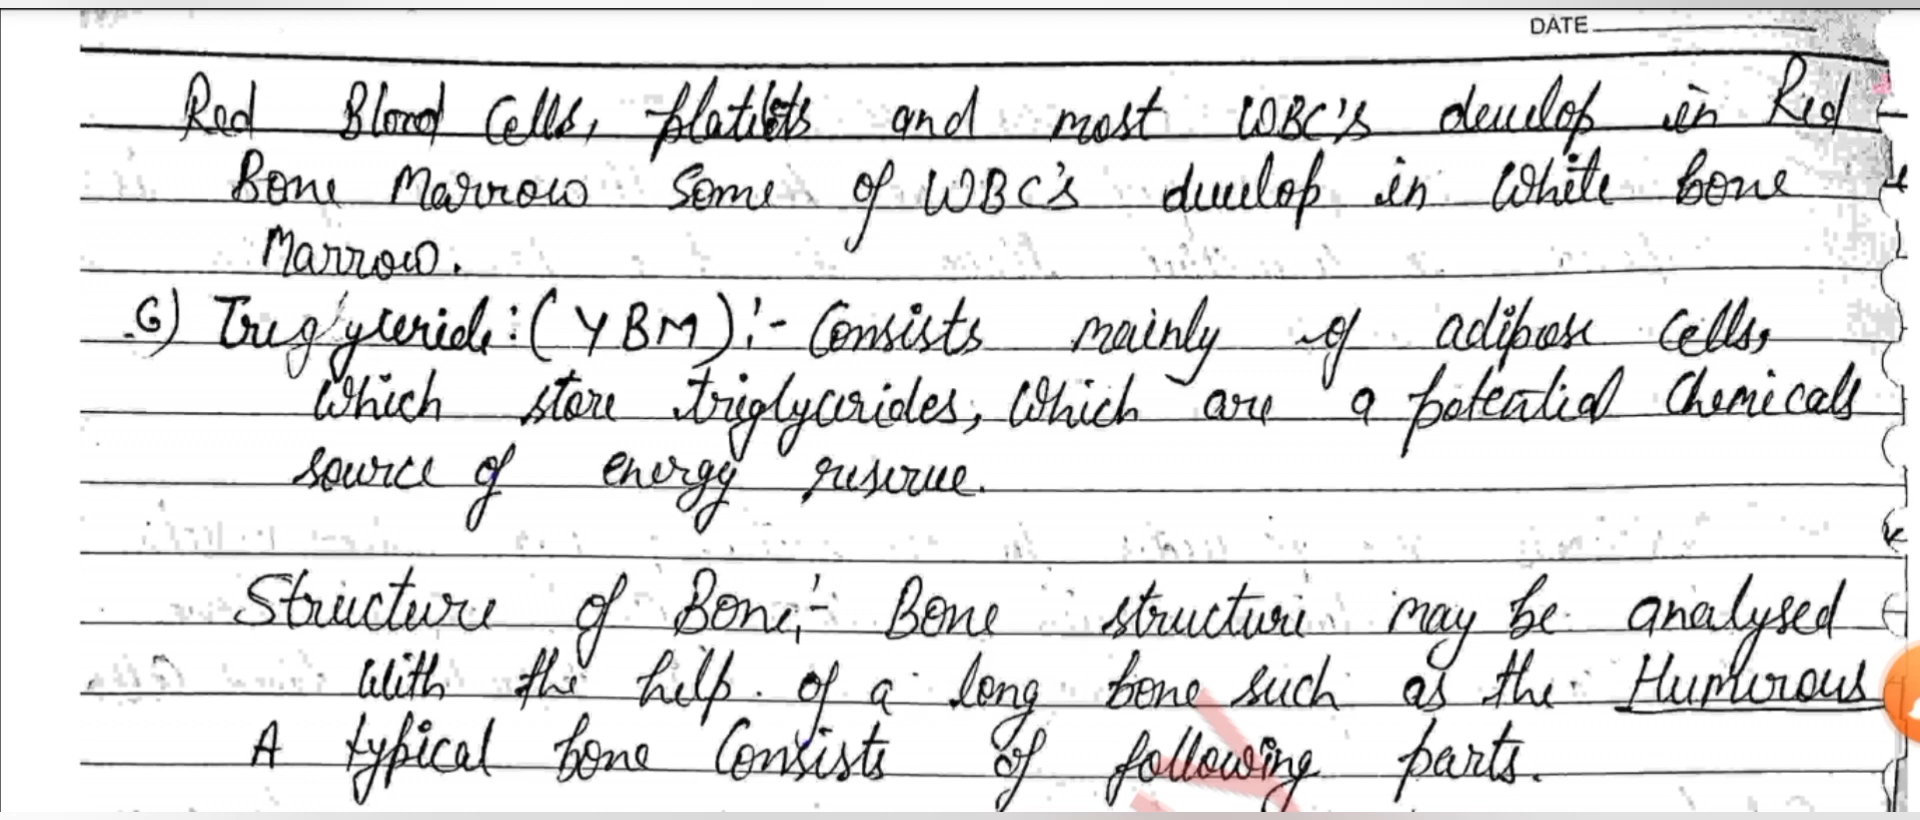 DATE
Red Blood Cells, platilets and most WBC's develop in Red
Bone Marrow Some of WBC's develop in White bone
Marrow.
6) Triglyceride:(YBM):- Consists mainly of adipose Cells,
Which store triglycerides, Which are a potential Chemicals
source of energy reserve.
Structure of Bone:- Bone structure may be analysed
With the help of a long bone such as the Humerous
A typical bone Consists of following parts.